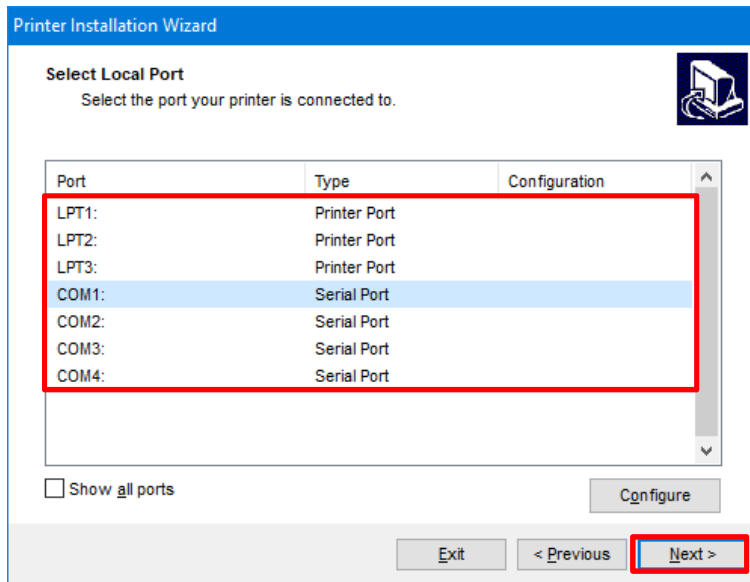 Printer Installation Wizard
Select Local Port
Select the port your printer is connected to.
Port Type Configuration
LPT1: Printer Port
LPT2: Printer Port
LPT3: Printer Port
COM1: Serial Port
COM2: Serial Port
COM3: Serial Port
COM4: Serial Port
Show all ports
Configure
Exit < Previous Next >